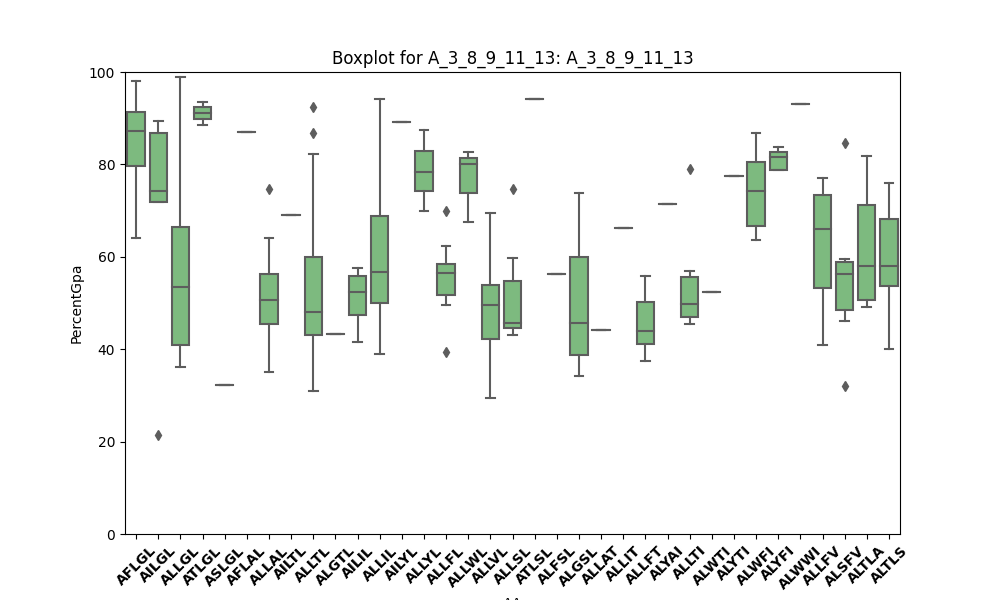 Boxplot for A_3_8_9_11_13: A_3_8_9_11_13
PercentGpa
100
80
60
40
20
0
AFLGL AILGL ALLGL ATLGL ASLGL AFLAL ALLAL AILTL ALLTL ALGTL AILIL ALLIL AILYL ALLYL ALLFL ALLWL ALLVL ALLSL ATLSL ALFSL ALGSL ALLAT ALLIT ALLFT ALYAI ALLTI ALWTI ALYTI ALWFI ALYFI ALWWI ALLFV ALSFV ALTLA ALTLS